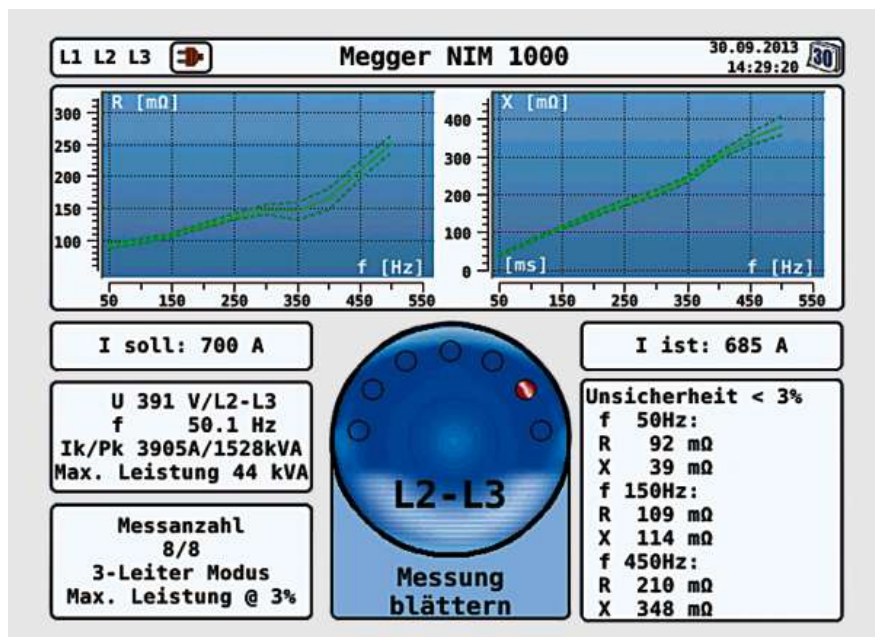 L1 L2 L3
Megger NIM 1000
30.09.2013
14:29:20
30
R [mΩ]
300
250
200
150
100
f [Hz]
50 150 250 350 450 550
X [mΩ]
400
300
200
100
0
[ms]
f [Hz]
50 150 250 350 450 550
I soll: 700 A
I ist: 685 A
U 391 V/L2-L3
f 50.1 Hz
Ik/Pk 3905A/1528kVA
Max. Leistung 44 kVA
Messanzahl
8/8
3-Leiter Modus
Max. Leistung @ 3%
L2-L3
Messung
blättern
Unsicherheit < 3%
f 50Hz:
R 92 mΩ
X 39 mΩ
f 150Hz:
R 109 mΩ
X 114 mΩ
f 450Hz:
R 210 mΩ
X 348 mΩ